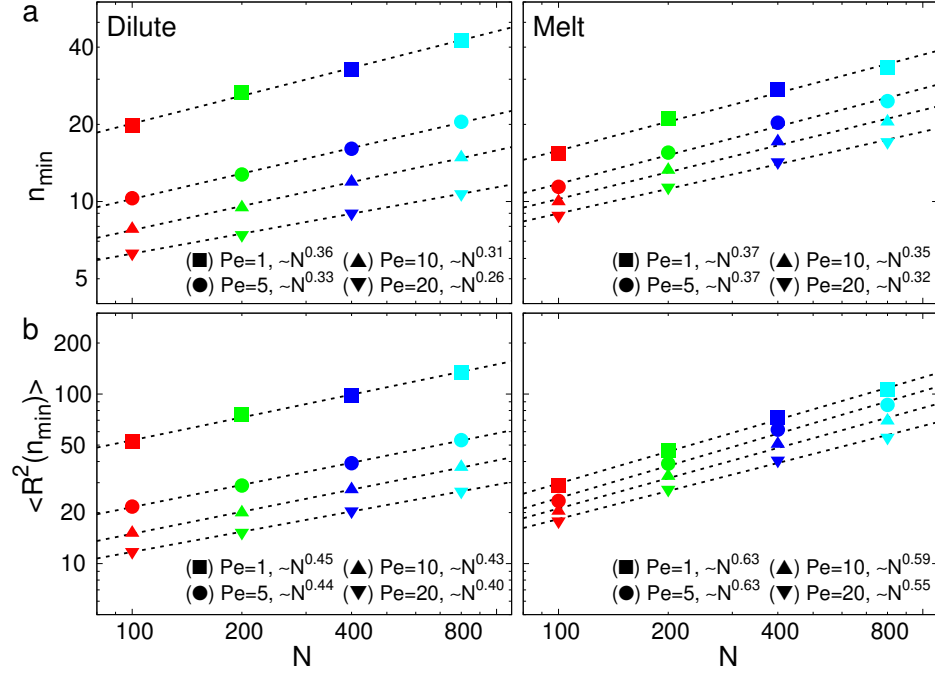 a
Dilute
Melt
n_min
40
20
10
5
(■) Pe=1, ~N^0.36 (▲) Pe=10, ~N^0.31
(●) Pe=5, ~N^0.33 (▼) Pe=20, ~N^0.26
(■) Pe=1, ~N^0.37 (▲) Pe=10, ~N^0.35
(●) Pe=5, ~N^0.37 (▼) Pe=20, ~N^0.32
b
<R^2(n_min)>
200
100
50
20
10
(■) Pe=1, ~N^0.45 (▲) Pe=10, ~N^0.43
(●) Pe=5, ~N^0.44 (▼) Pe=20, ~N^0.40
(■) Pe=1, ~N^0.63 (▲) Pe=10, ~N^0.59
(●) Pe=5, ~N^0.63 (▼) Pe=20, ~N^0.55
100 200 400 800
100 200 400 800
N
N